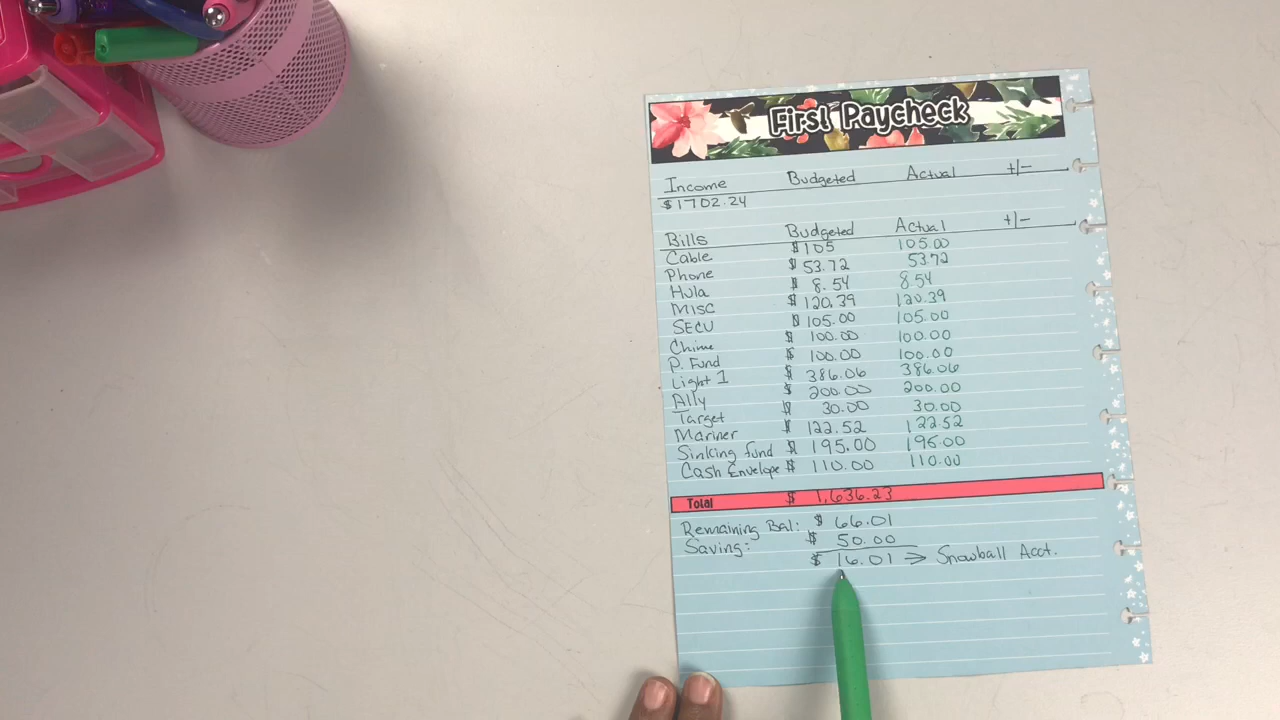 First Paycheck
Income Budgeted Actual +/-
$1702.24
Bills Budgeted Actual +/-
Cable $105 105.00
Phone $53.72 53.72
Hula $8.54 8.54
Misc $120.39 120.39
SECU $105.00 105.00
Chime $100.00 100.00
P. Fund $100.00 100.00
Light 1 $386.06 386.06
Ally $200.00 200.00
Target $30.00 30.00
Mariner $122.52 122.52
Sinking fund $195.00 195.00
Cash Envelope $110.00 110.00
Total $1,636.23
Remaining Bal: $66.01
Saving: $50.00
$16.01 → Snowball Acct.